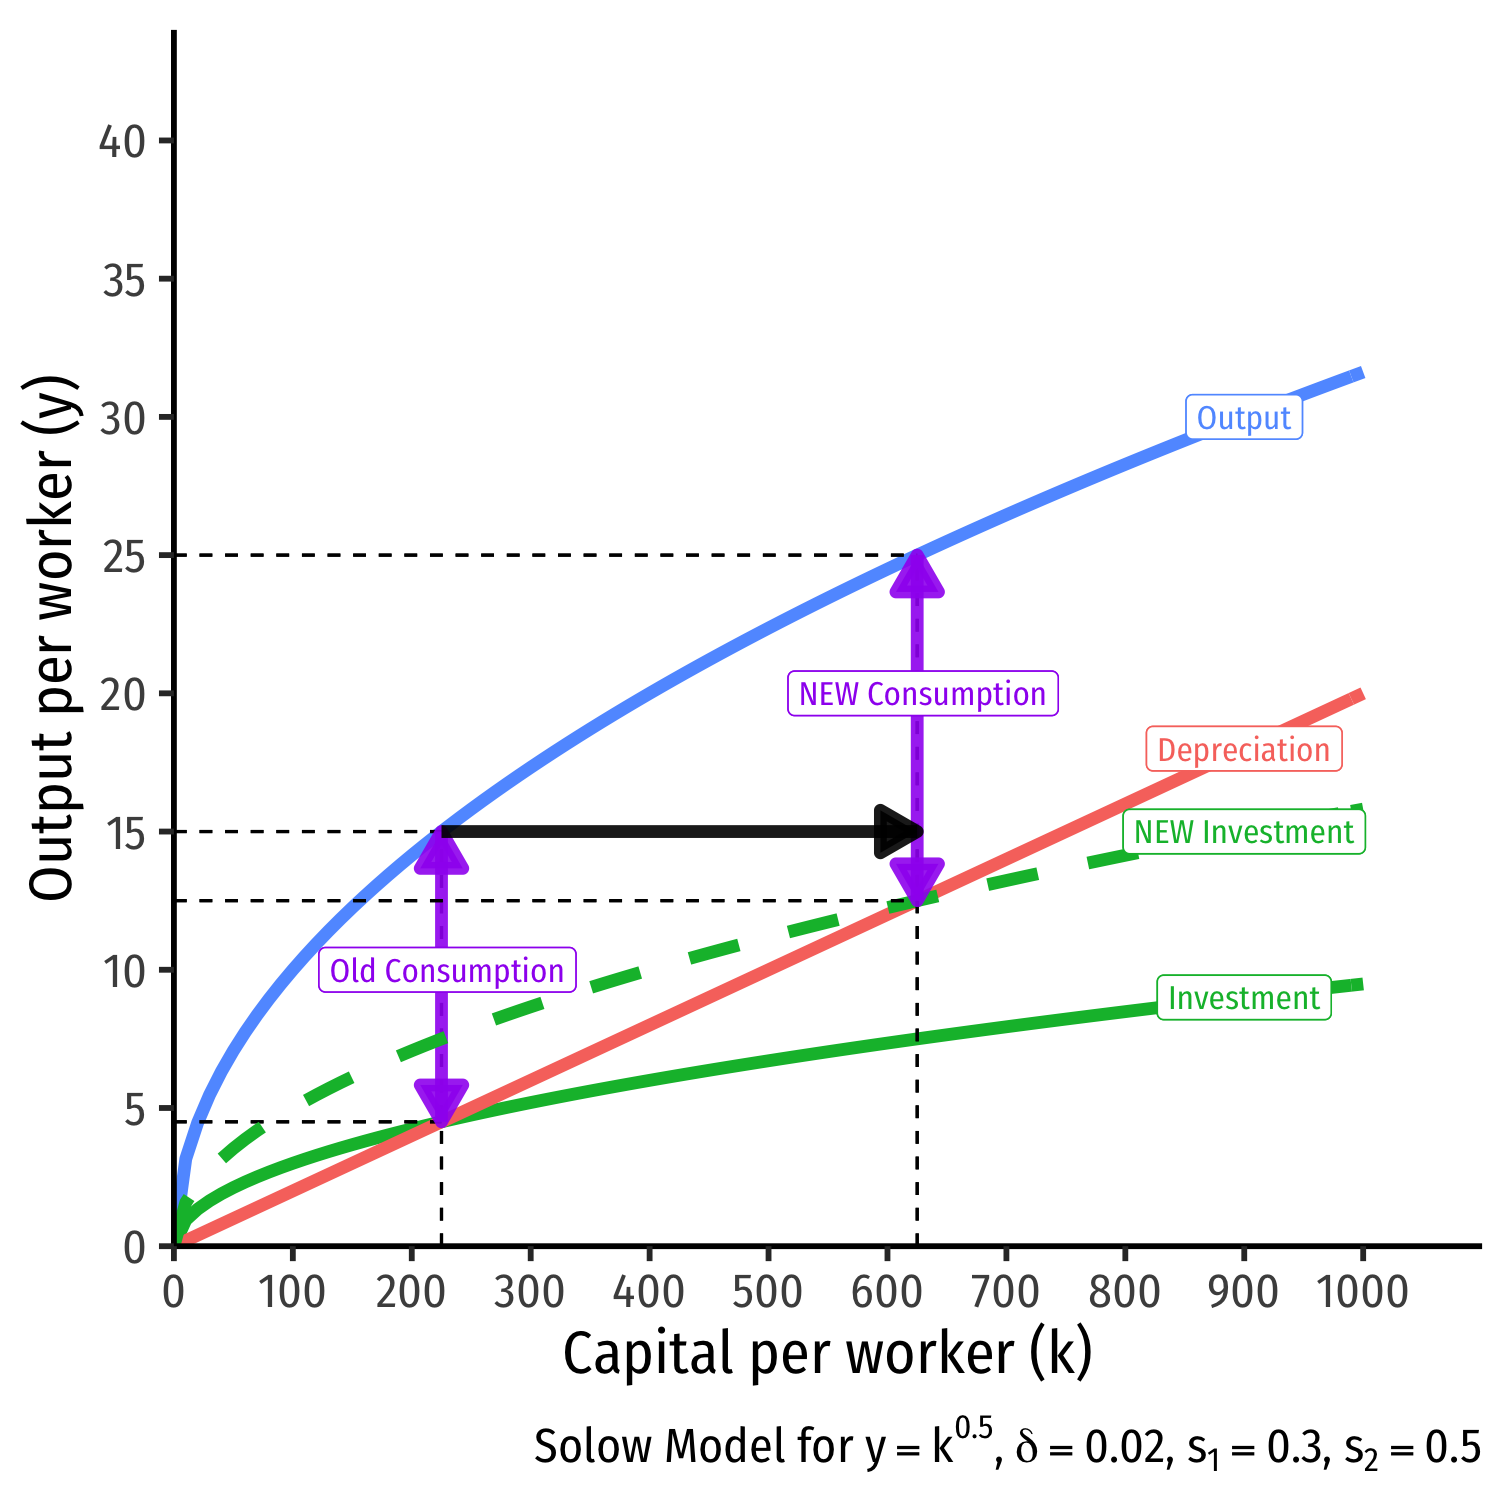 40
35
30
25
20
15
10
5
0
Output per worker (y)
Output
NEW Consumption
Depreciation
NEW Investment
Old Consumption
Investment
0 100 200 300 400 500 600 700 800 900 1000
Capital per worker (k)
Solow Model for y = k^0.5, δ = 0.02, s₁ = 0.3, s₂ = 0.5